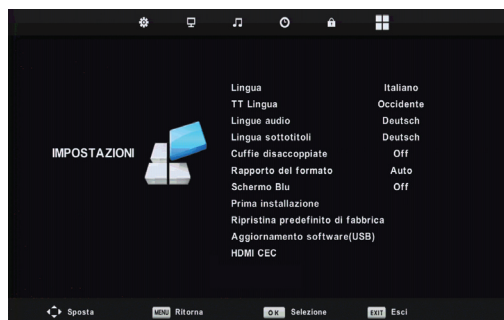 IMPOSTAZIONI
Lingua Italiano
TT Lingua Occidente
Lingue audio Deutsch
Lingua sottotitoli Deutsch
Cuffie disaccoppiate Off
Rapporto del formato Auto
Schermo Blu Off
Prima installazione
Ripristina predefinito di fabbrica
Aggiornamento software(USB)
HDMI CEC
Sposta MENU Ritorna OK Selezione EXIT Esci